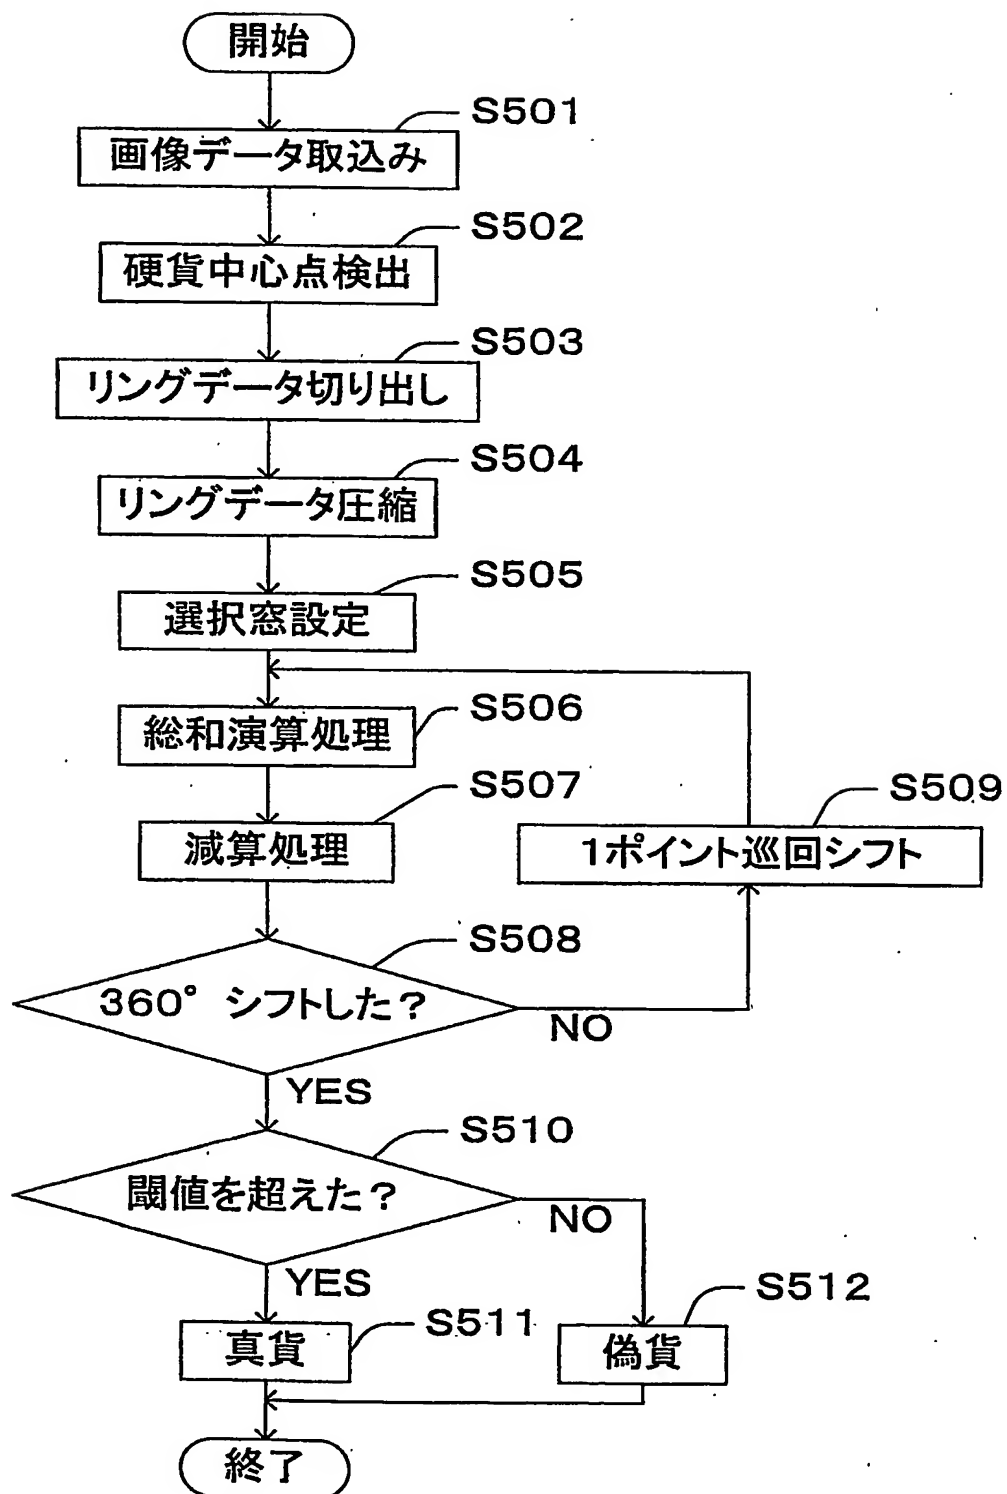 開始
S501
画像データ取込み
S502
硬貨中心点検出
S503
リングデータ切り出し
S504
リングデータ圧縮
S505
選択窓設定
S506
総和演算処理
S507
減算処理
S509
1ポイント巡回シフト
S508
360° シフトした?
NO
YES
S510
閾値を超えた?
NO
YES
S511
真貨
S512
偽貨
終了